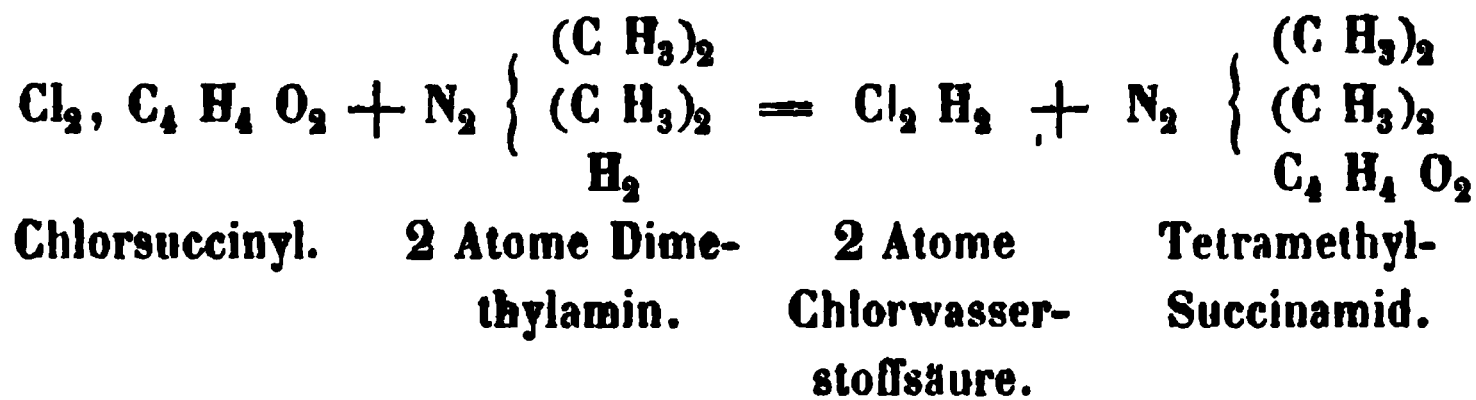 (C H₃)₂ (C H₃)₂
Cl₂, C₄ H₄ O₂ + N₂ { (C H₃)₂ = Cl₂ H₂ + N₂ { (C H₃)₂
H₂ C₄ H₄ O₂
Chlorsuccinyl. 2 Atome Dime- 2 Atome Tetramethyl-
thylamin. Chlorwasser- Succinamid.
stoffsäure.